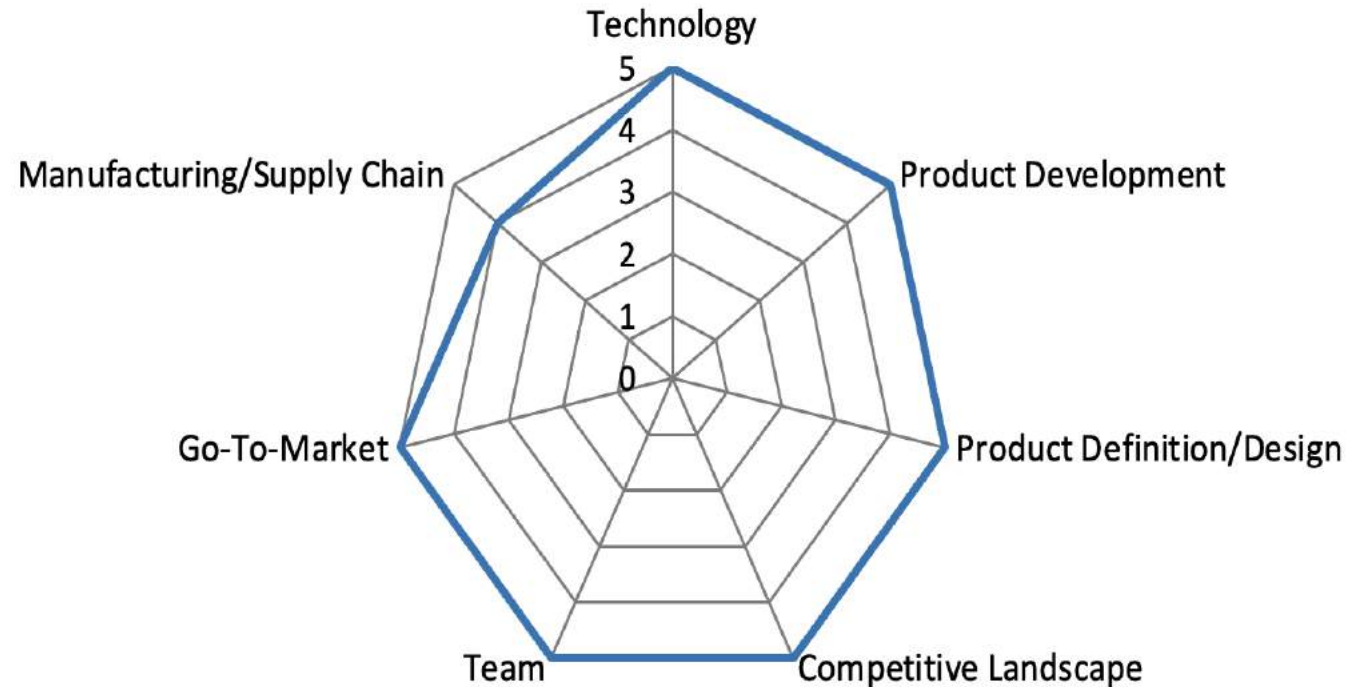 Technology
5
4
Manufacturing/Supply Chain
Product Development
3
2
1
0
Go-To-Market
Product Definition/Design
Team
Competitive Landscape